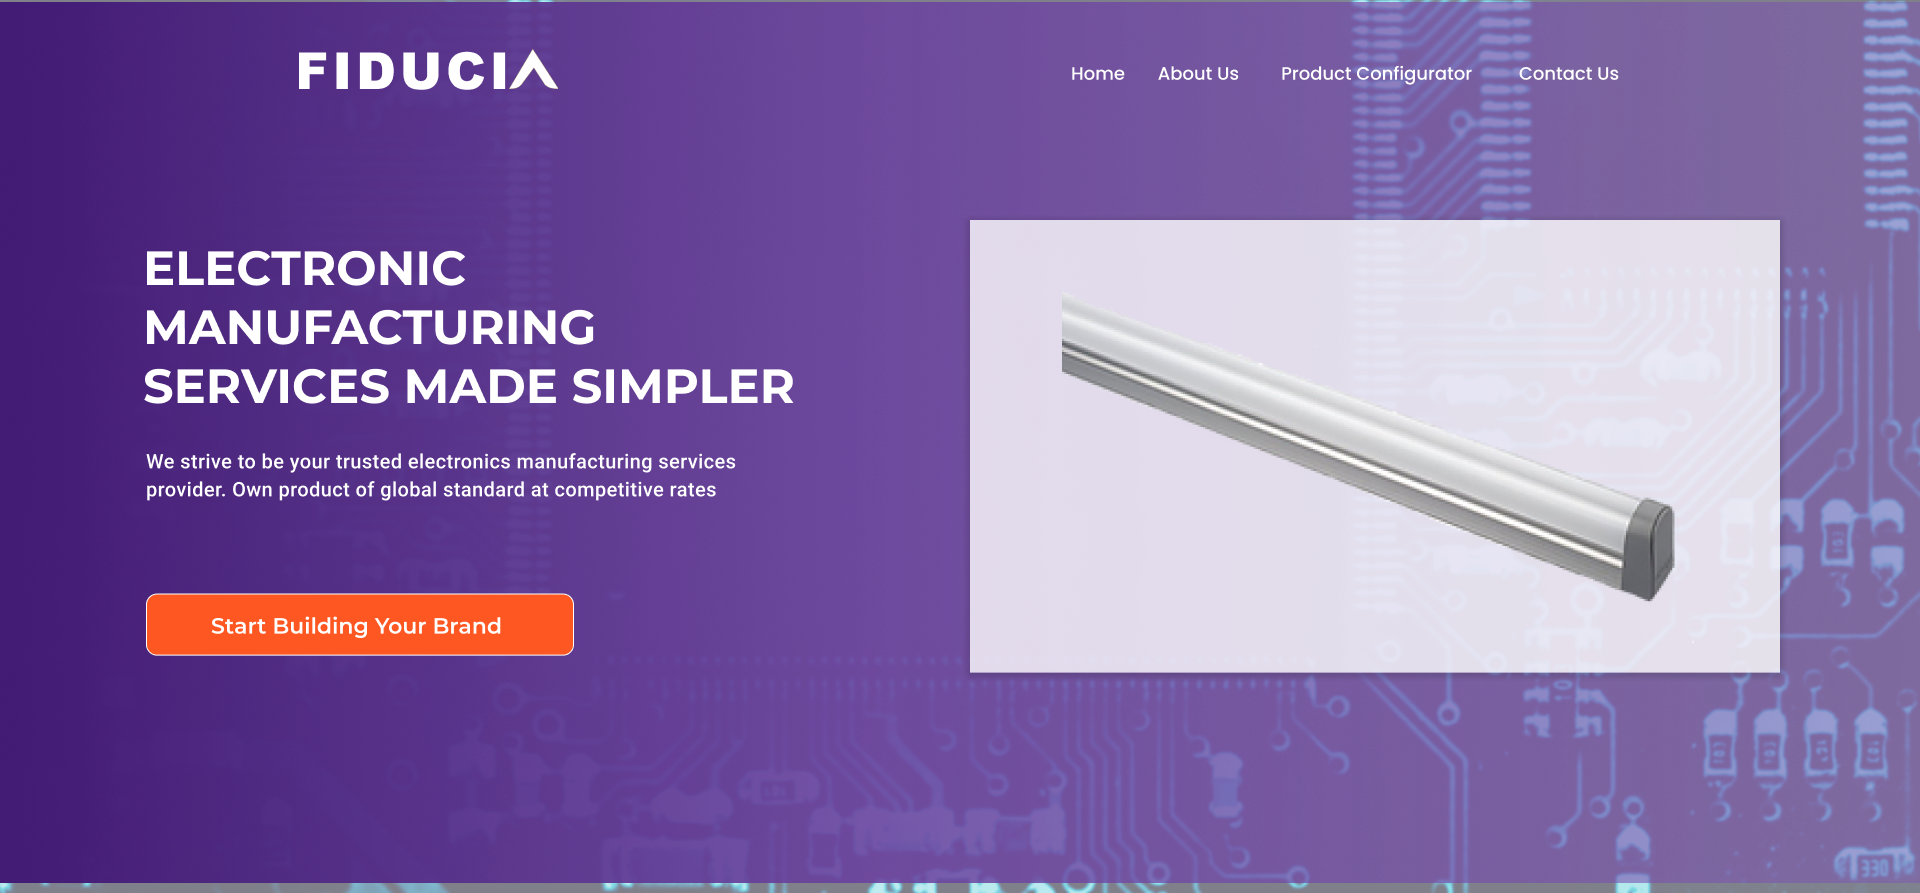 FIDUCIA
Home
About Us
Product Configurator
Contact Us
ELECTRONIC
MANUFACTURING
SERVICES MADE SIMPLER
We strive to be your trusted electronics manufacturing services
provider. Own product of global standard at competitive rates
Start Building Your Brand
330